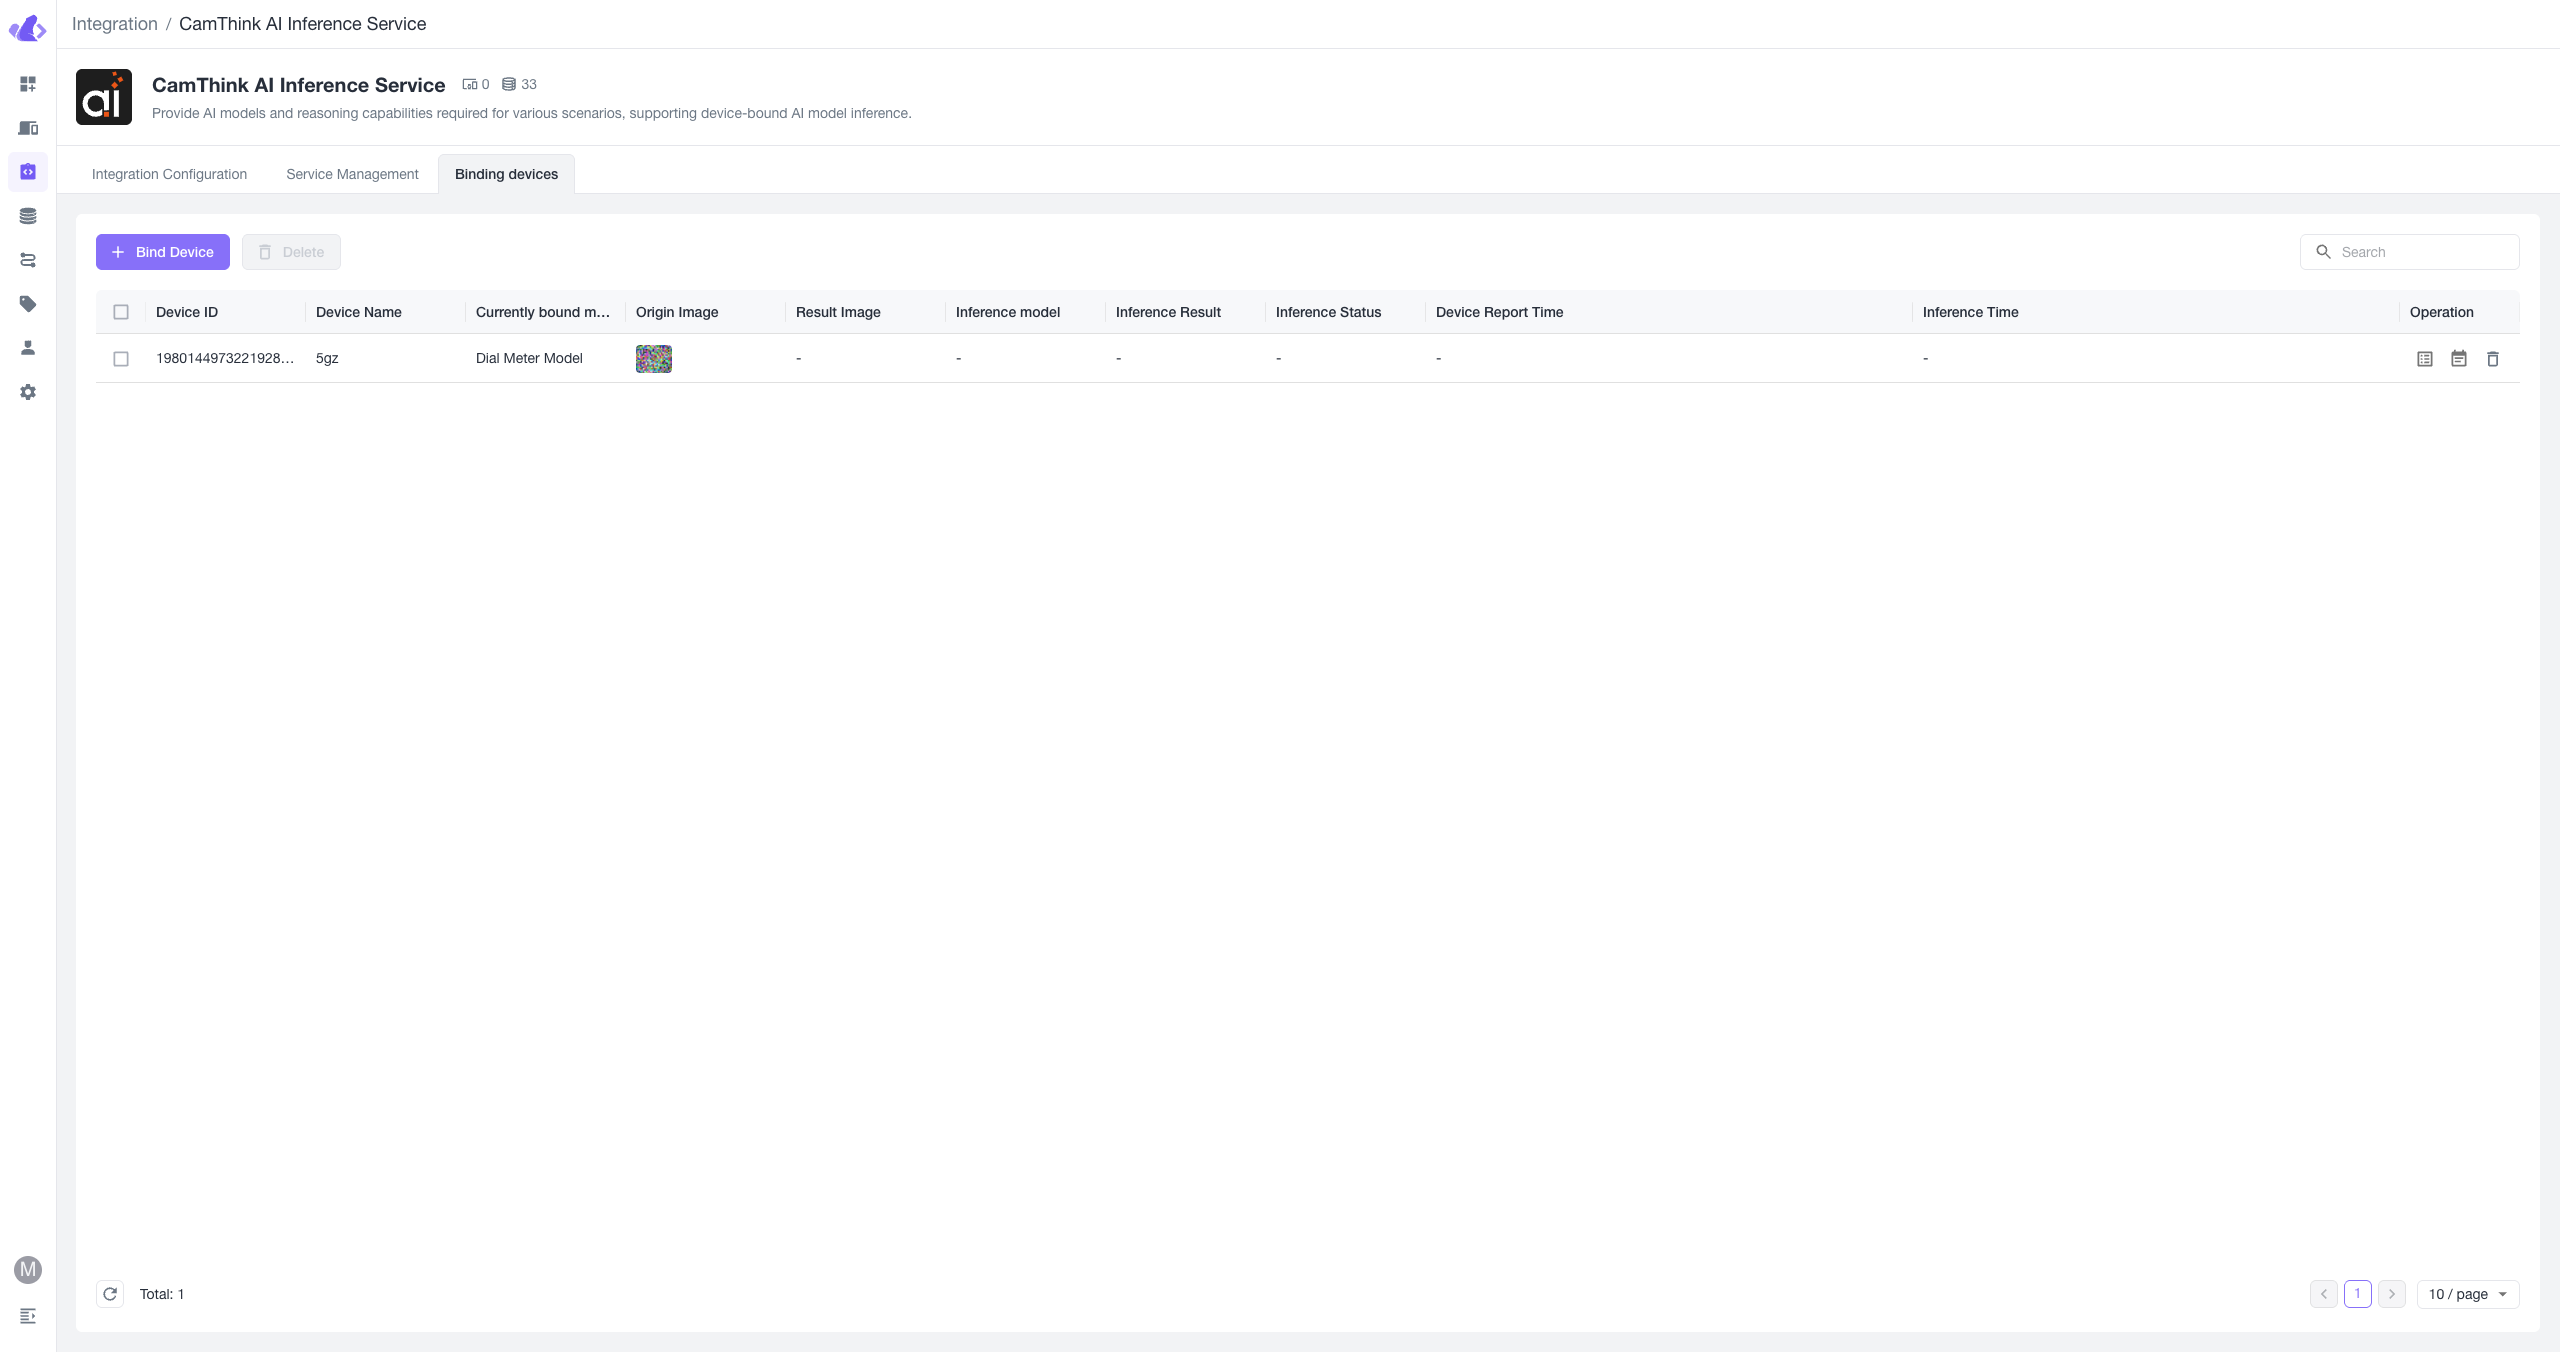 Integration / CamThink AI Inference Service
ai
CamThink AI Inference Service 0 33
Provide AI models and reasoning capabilities required for various scenarios, supporting device-bound AI model inference.
Integration Configuration Service Management Binding devices
Bind Device Delete Search
Device ID Device Name Currently bound m... Origin Image Result Image Inference model Inference Result Inference Status Device Report Time Inference Time Operation
1980144973221928... 5gz Dial Meter Model - - - - - -
M
Total: 1 1 10 / page